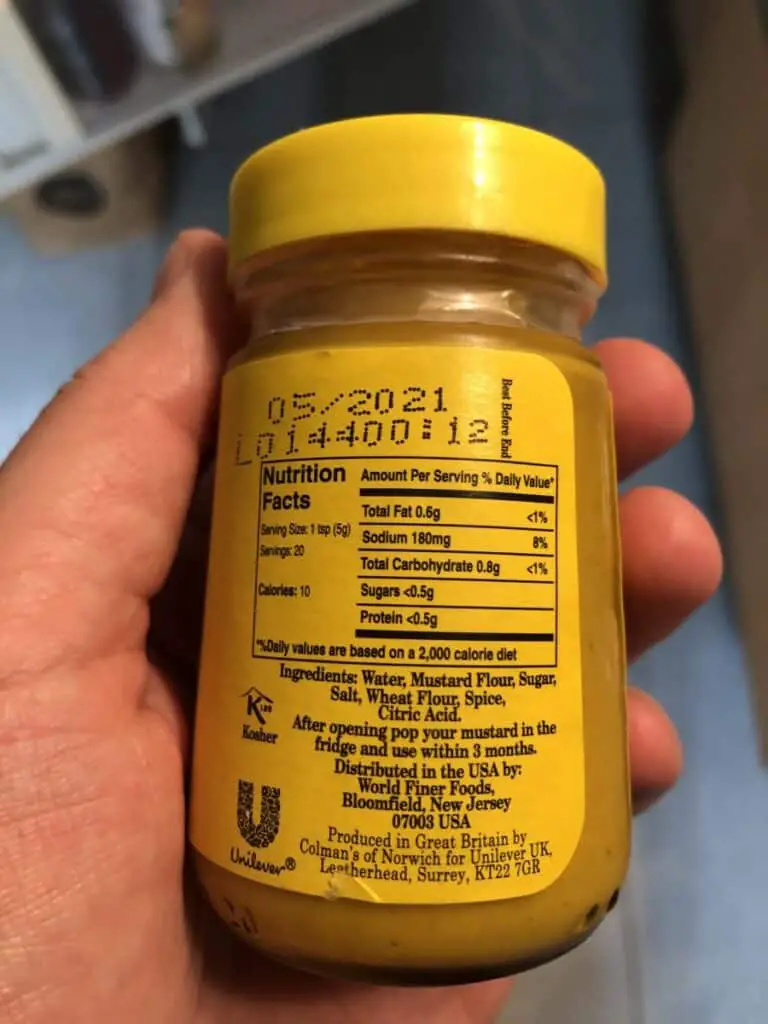 05/2021
L014400:12
Best Before End
Nutrition Facts
Serving Size: 1 tsp (5g)
Servings: 20
Calories: 10
Amount Per Serving % Daily Value*
Total Fat 0.6g <1%
Sodium 180mg 8%
Total Carbohydrate 0.8g <1%
Sugars <0.5g
Protein <0.5g
*%Daily values are based on a 2,000 calorie diet
Ingredients: Water, Mustard Flour, Sugar,
Salt, Wheat Flour, Spice,
Citric Acid.
K LBD
Kosher
After opening pop your mustard in the
fridge and use within 3 months.
Distributed in the USA by:
World Finer Foods,
Bloomfield, New Jersey
07003 USA
Unilever®
Produced in Great Britain by
Colman's of Norwich for Unilever UK,
Leatherhead, Surrey, KT22 7GR